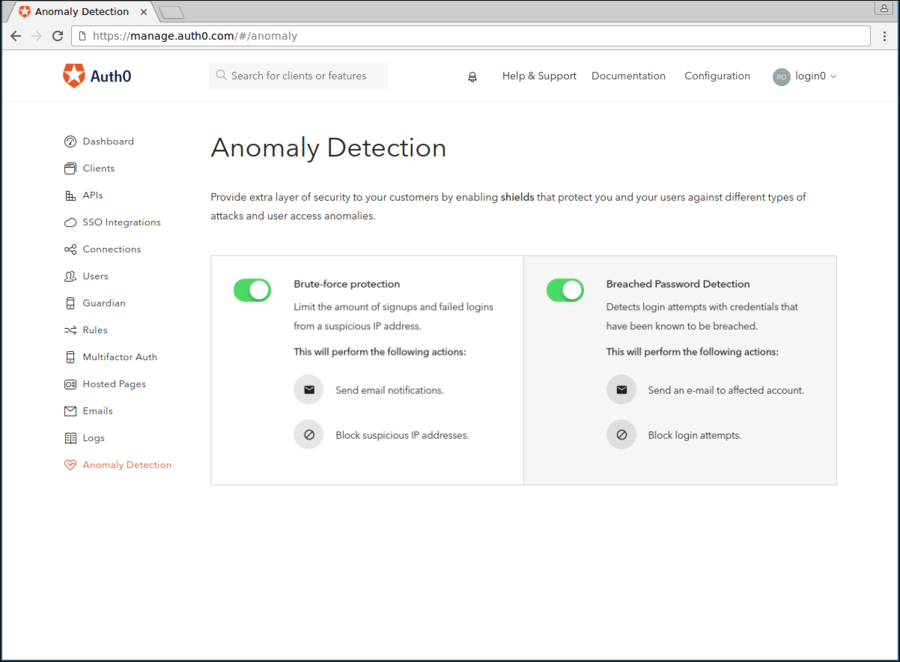 Anomaly Detection
https://manage.auth0.com/#/anomaly
Auth0
Search for clients or features
Help & Support
Documentation
Configuration
RO
login0
Dashboard
Clients
APIs
SSO Integrations
Connections
Users
Guardian
Rules
Multifactor Auth
Hosted Pages
Emails
Logs
Anomaly Detection
Anomaly Detection
Provide extra layer of security to your customers by enabling shields that protect you and your users against different types of
attacks and user access anomalies.
Brute-force protection
Limit the amount of signups and failed logins
from a suspicious IP address.
This will perform the following actions:
Send email notifications.
Block suspicious IP addresses.
Breached Password Detection
Detects login attempts with credentials that
have been known to be breached.
This will perform the following actions:
Send an e-mail to affected account.
Block login attempts.